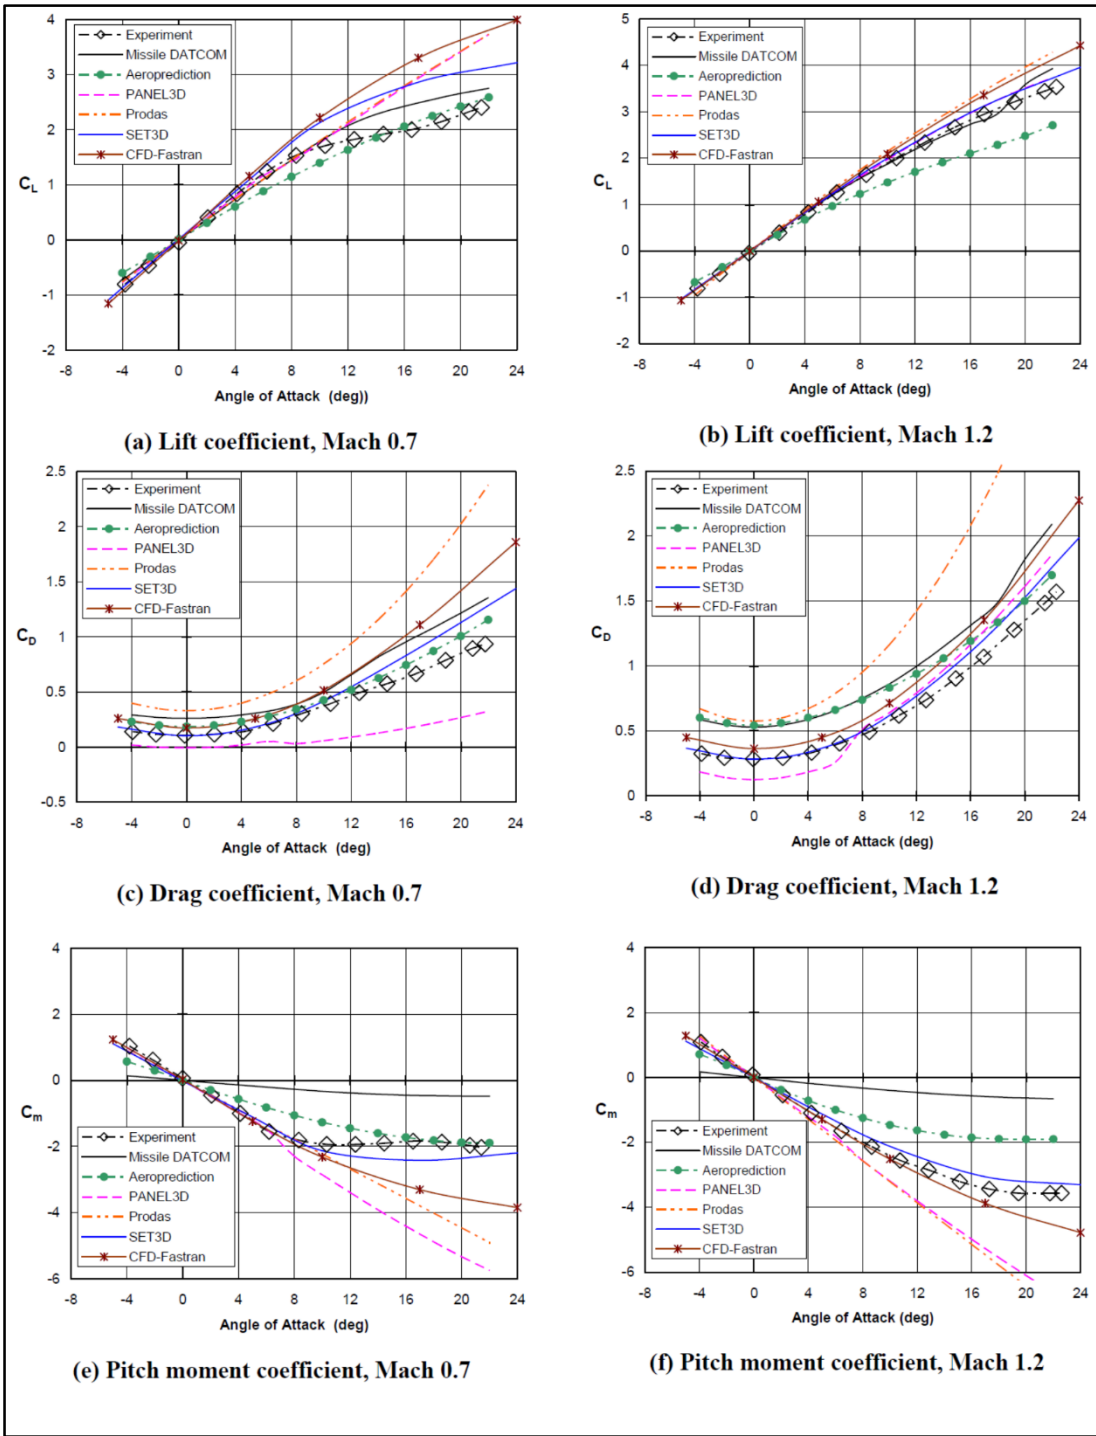 4
3
2
1
0
-1
-2
C_L
Experiment
Missile DATCOM
Aeroprediction
PANEL3D
Prodas
SET3D
CFD-Fastran
-8 -4 0 4 8 12 16 20 24
Angle of Attack (deg))
(a) Lift coefficient, Mach 0.7
5
4
3
2
1
0
-1
-2
C_L
Experiment
Missile DATCOM
Aeroprediction
PANEL3D
Prodas
SET3D
CFD-Fastran
-8 -4 0 4 8 12 16 20 24
Angle of Attack (deg)
(b) Lift coefficient, Mach 1.2
2.5
2
1.5
1
0.5
0
-0.5
C_D
Experiment
Missile DATCOM
Aeroprediction
PANEL3D
Prodas
SET3D
CFD-Fastran
-8 -4 0 4 8 12 16 20 24
Angle of Attack (deg)
(c) Drag coefficient, Mach 0.7
2.5
2
1.5
1
0.5
0
C_D
Experiment
Missile DATCOM
Aeroprediction
PANEL3D
Prodas
SET3D
CFD-Fastran
-8 -4 0 4 8 12 16 20 24
Angle of Attack (deg)
(d) Drag coefficient, Mach 1.2
4
2
0
-2
-4
-6
C_m
Experiment
Missile DATCOM
Aeroprediction
PANEL3D
Prodas
SET3D
CFD-Fastran
-8 -4 0 4 8 12 16 20 24
Angle of Attack (deg)
(e) Pitch moment coefficient, Mach 0.7
4
2
0
-2
-4
-6
C_m
Experiment
Missile DATCOM
Aeroprediction
PANEL3D
Prodas
SET3D
CFD-Fastran
-8 -4 0 4 8 12 16 20 24
Angle of Attack (deg)
(f) Pitch moment coefficient, Mach 1.2